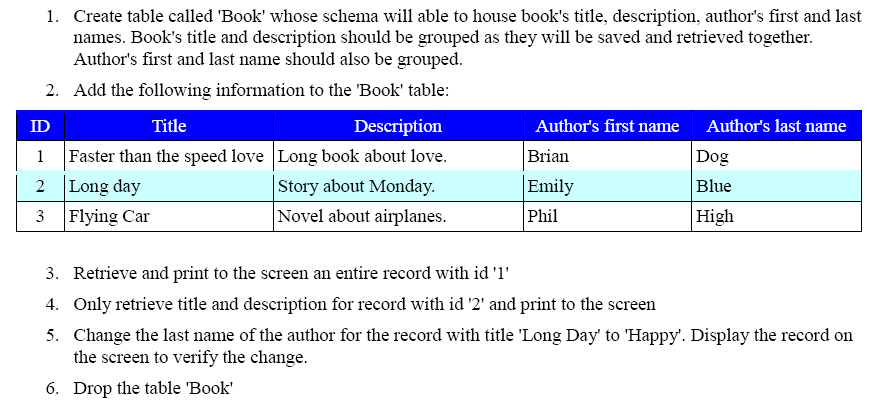 1. Create table called 'Book' whose schema will able to house book's title, description, author's first and last
names. Book's title and description should be grouped as they will be saved and retrieved together.
Author's first and last name should also be grouped.
2. Add the following information to the 'Book' table:
ID Title Description Author's first name Author's last name
1 Faster than the speed love Long book about love. Brian Dog
2 Long day Story about Monday. Emily Blue
3 Flying Car Novel about airplanes. Phil High
3. Retrieve and print to the screen an entire record with id '1'
4. Only retrieve title and description for record with id '2' and print to the screen
5. Change the last name of the author for the record with title 'Long Day' to 'Happy'. Display the record on
the screen to verify the change.
6. Drop the table 'Book'